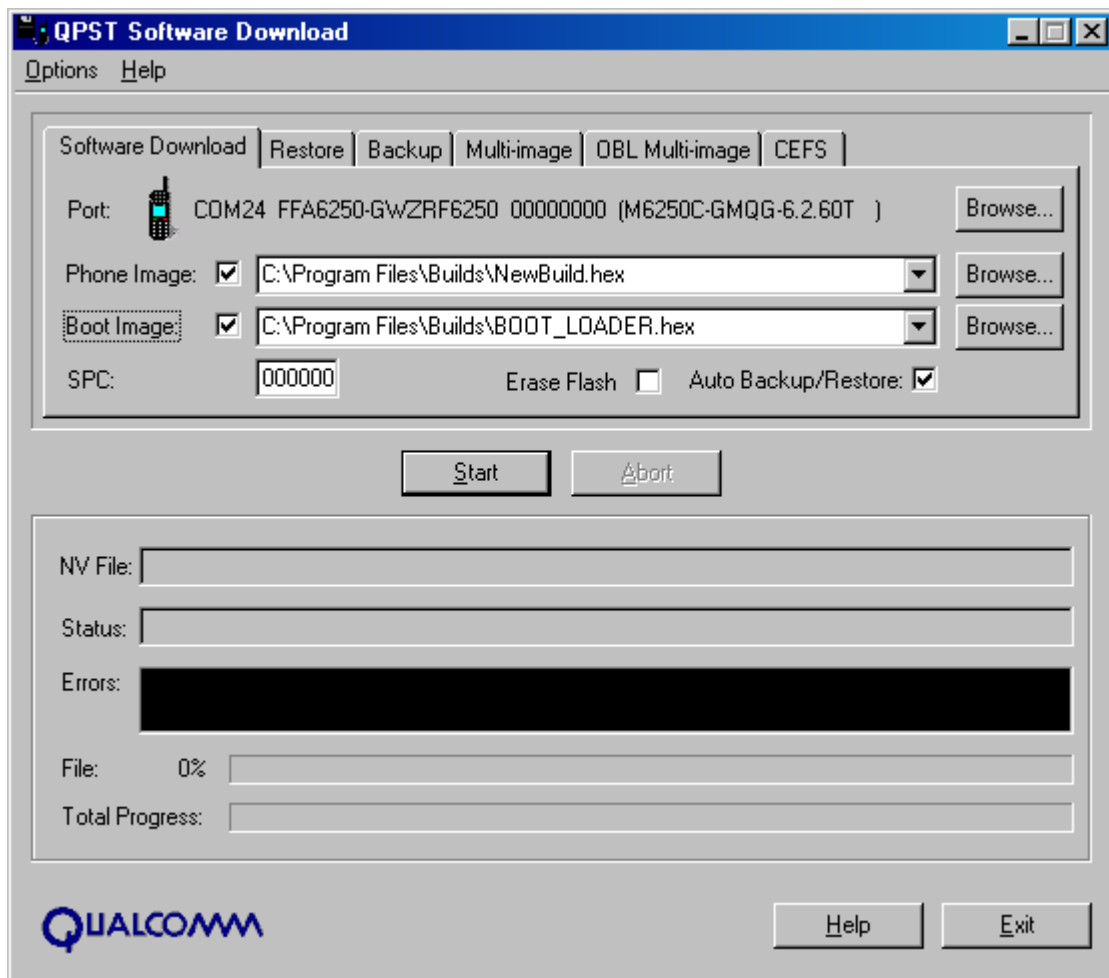 QPST Software Download
Options Help
Software Download Restore Backup Multi-image OBL Multi-image CEFS
Port: COM24 FFA6250-GWZRF6250 00000000 (M6250C-GMQG-6.2.60T ) Browse...
Phone Image: C:\Program Files\Builds\NewBuild.hex Browse...
Boot Image: C:\Program Files\Builds\BOOT_LOADER.hex Browse...
SPC: 000000 Erase Flash Auto Backup/Restore:
Start Abort
NV File:
Status:
Errors:
File: 0%
Total Progress:
QUALCOMM Help Exit